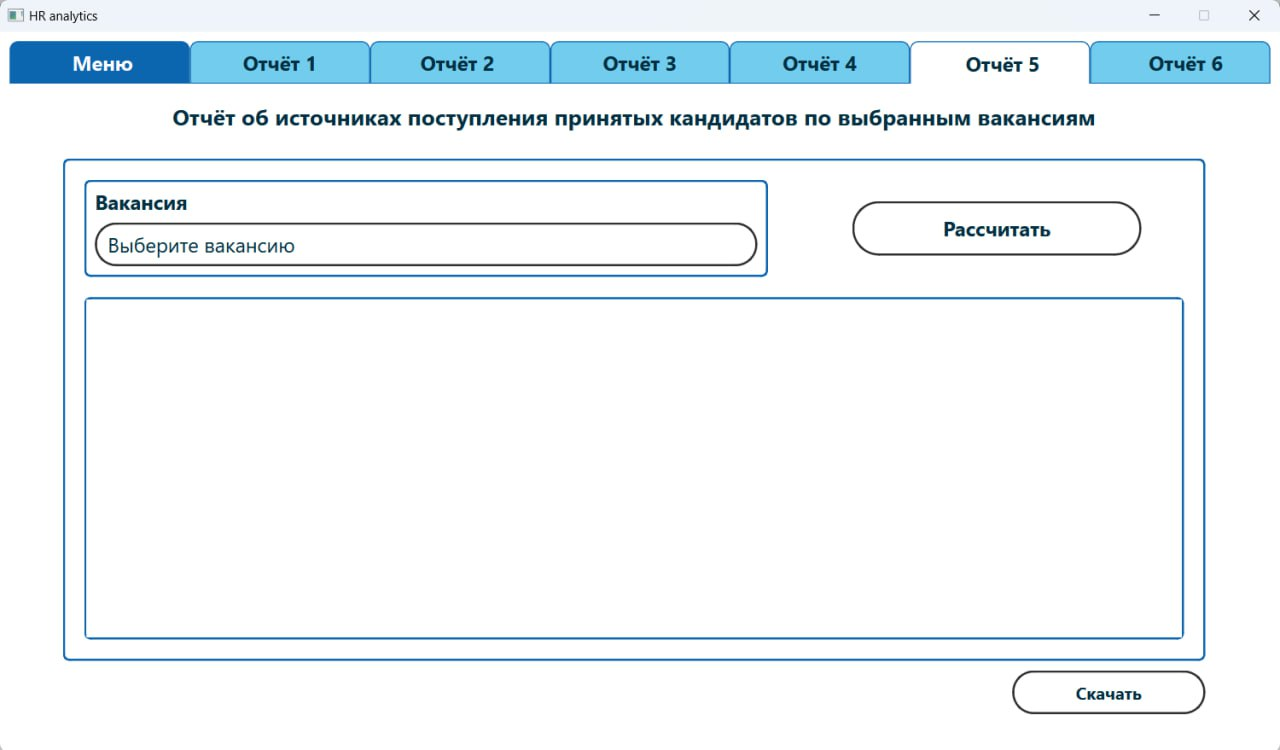 HR analytics
Меню
Отчёт 1
Отчёт 2
Отчёт 3
Отчёт 4
Отчёт 5
Отчёт 6
Отчёт об источниках поступления принятых кандидатов по выбранным вакансиям
Вакансия
Выберите вакансию
Рассчитать
Скачать